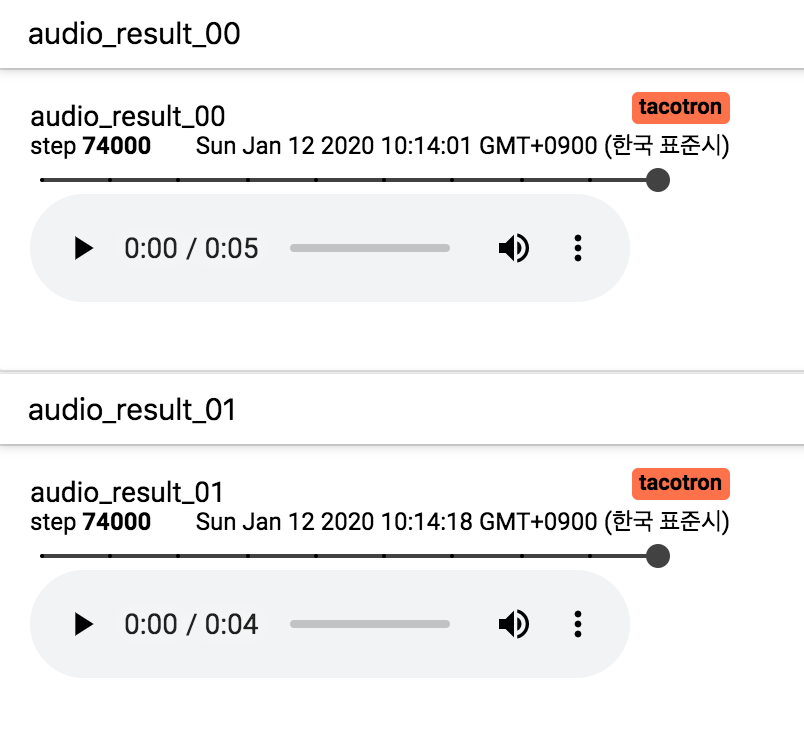 audio_result_00
audio_result_00
tacotron
step 74000 Sun Jan 12 2020 10:14:01 GMT+0900 (한국 표준시)
0:00 / 0:05
audio_result_01
audio_result_01
tacotron
step 74000 Sun Jan 12 2020 10:14:18 GMT+0900 (한국 표준시)
0:00 / 0:04